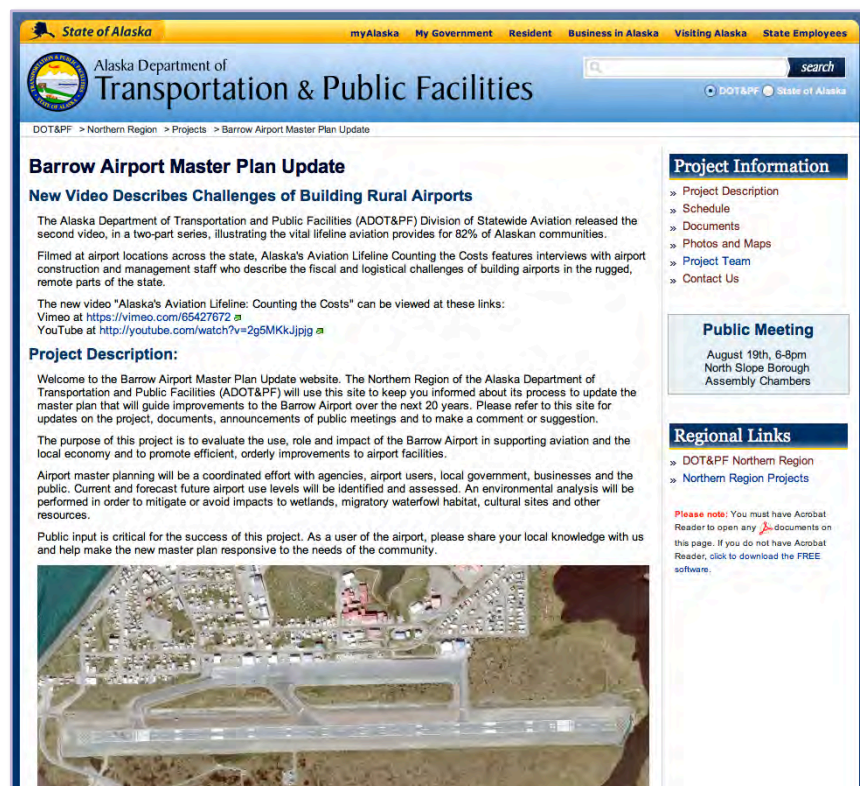 State of Alaska
myAlaska My Government Resident Business in Alaska Visiting Alaska State Employees
Alaska Department of
Transportation & Public Facilities
search
DOT&PF State of Alaska
DOT&PF > Northern Region > Projects > Barrow Airport Master Plan Update
Barrow Airport Master Plan Update
New Video Describes Challenges of Building Rural Airports
The Alaska Department of Transportation and Public Facilities (ADOT&PF) Division of Statewide Aviation released the
second video, in a two-part series, illustrating the vital lifeline aviation provides for 82% of Alaskan communities.
Filmed at airport locations across the state, Alaska's Aviation Lifeline Counting the Costs features interviews with airport
construction and management staff who describe the fiscal and logistical challenges of building airports in the rugged,
remote parts of the state.
The new video "Alaska's Aviation Lifeline: Counting the Costs" can be viewed at these links:
Vimeo at https://vimeo.com/65427672
YouTube at http://youtube.com/watch?v=2g5MKkJjpjg
Project Description:
Welcome to the Barrow Airport Master Plan Update website. The Northern Region of the Alaska Department of
Transportation and Public Facilities (ADOT&PF) will use this site to keep you informed about its process to update the
master plan that will guide improvements to the Barrow Airport over the next 20 years. Please refer to this site for
updates on the project, documents, announcements of public meetings and to make a comment or suggestion.
The purpose of this project is to evaluate the use, role and impact of the Barrow Airport in supporting aviation and the
local economy and to promote efficient, orderly improvements to airport facilities.
Airport master planning will be a coordinated effort with agencies, airport users, local government, businesses and the
public. Current and forecast future airport use levels will be identified and assessed. An environmental analysis will be
performed in order to mitigate or avoid impacts to wetlands, migratory waterfowl habitat, cultural sites and other
resources.
Public input is critical for the success of this project. As a user of the airport, please share your local knowledge with us
and help make the new master plan responsive to the needs of the community.
Project Information
» Project Description
» Schedule
» Documents
» Photos and Maps
» Project Team
» Contact Us
Public Meeting
August 19th, 6-8pm
North Slope Borough
Assembly Chambers
Regional Links
» DOT&PF Northern Region
» Northern Region Projects
Please note: You must have Acrobat
Reader to open any documents on
this page. If you do not have Acrobat
Reader, click to download the FREE
software.